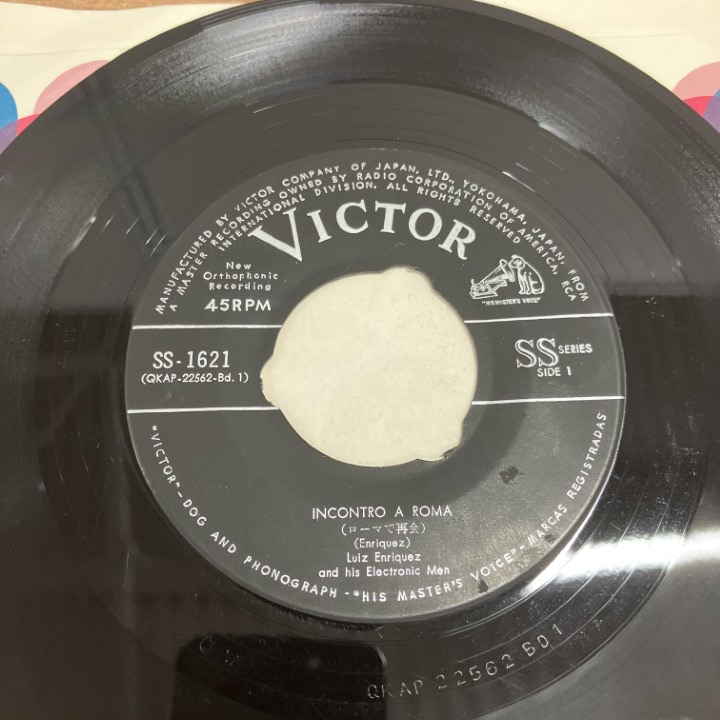 MANUFACTURED BY VICTOR COMPANY OF JAPAN, LTD., YOKOHAMA, JAPAN, FROM
A MASTER RECORDING OWNED BY RADIO CORPORATION OF AMERICA, RCA
INTERNATIONAL DIVISION. ALL RIGHTS RESERVED
VICTOR
New
Orthophonic
Recording
45RPM
"HIS MASTER'S VOICE"
SS-1621
(QKAP-22562-Bd. 1)
SS SERIES
SIDE 1
INCONTRO A ROMA
(ローマで再会)
(Enriquez)
Luiz Enriquez
and his Electronic Men
"VICTOR"–DOG AND PHONOGRAPH–"HIS MASTER'S VOICE"–MARCAS REGISTRADAS
QKAP 22562 BD1